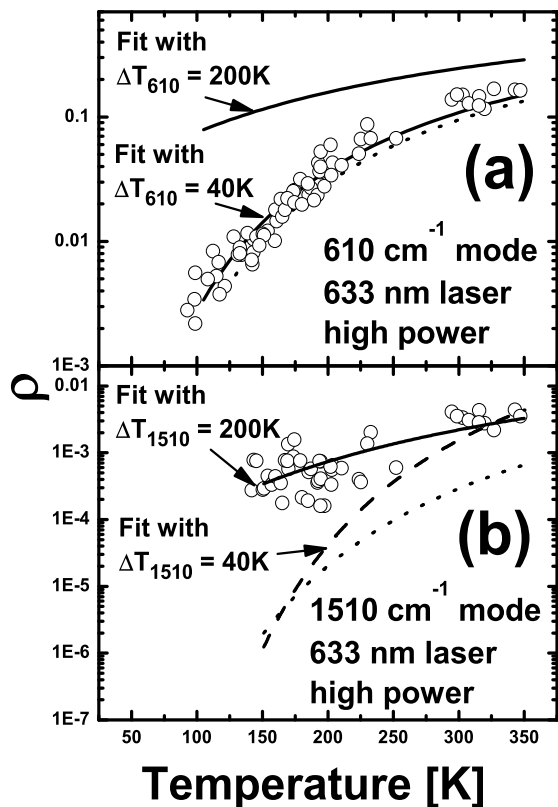 Fit with
ΔT₆₁₀ = 200K
0.1
Fit with
ΔT₆₁₀ = 40K
(a)
0.01
610 cm⁻¹ mode
633 nm laser
high power
1E-3
ρ
0.01
Fit with
ΔT₁₅₁₀ = 200K
1E-3
1E-4
Fit with
ΔT₁₅₁₀ = 40K
(b)
1E-5
1510 cm⁻¹ mode
633 nm laser
high power
1E-6
1E-7
50 100 150 200 250 300 350
Temperature [K]